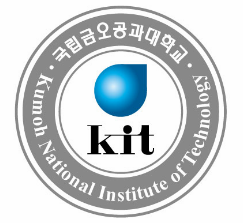 · 국립금오공과대학교 ·
kit
Kumoh National Institute of Technology